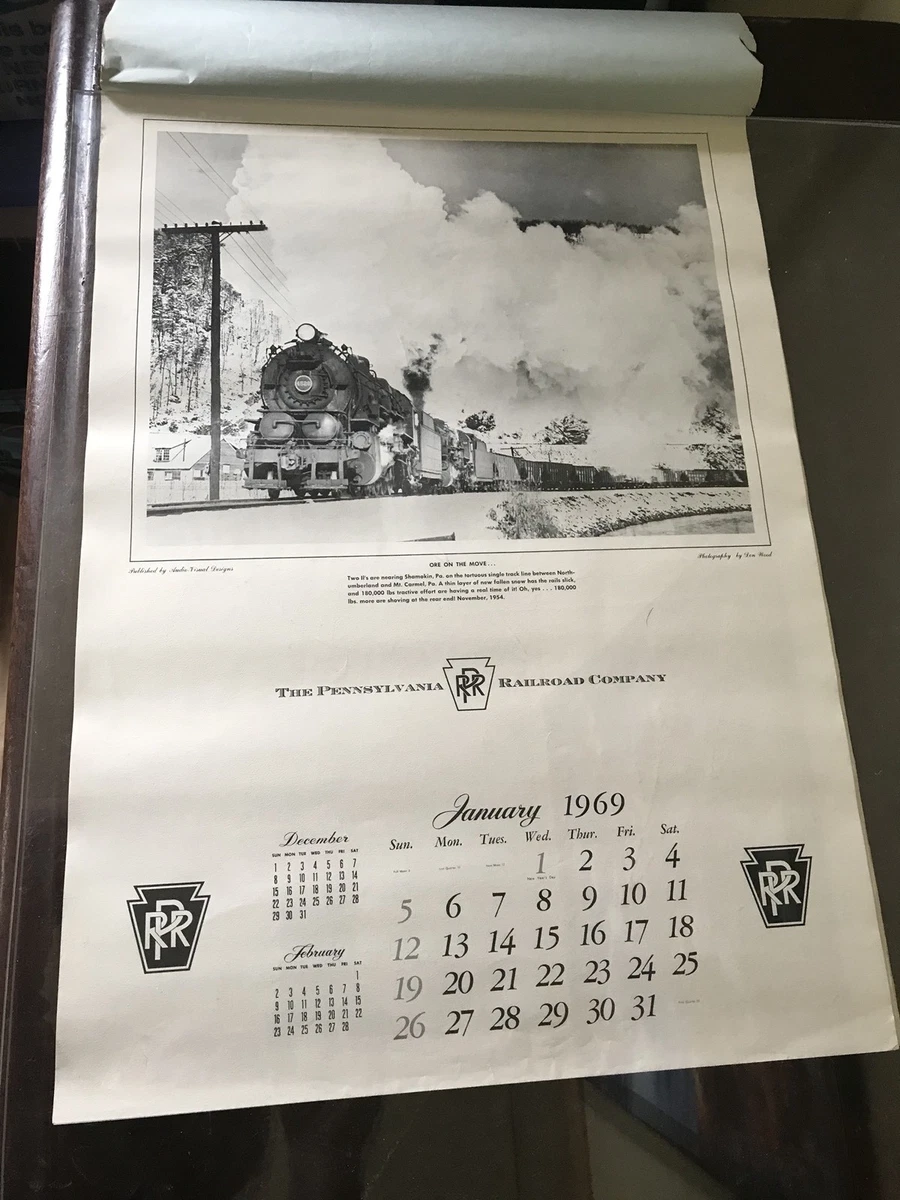 Published by Audio-Visual Designs
Photography by Don Wood
ORE ON THE MOVE...
Two I1's are nearing Shamokin, Pa. on the tortuous single track line between North-
umberland and Mt. Carmel, Pa. A thin layer of new fallen snow has the rails slick,
and 180,000 lbs tractive effort are having a real time of it! Oh, yes . . . 180,000
lbs. more are shoving at the rear end! November, 1954.
THE PENNSYLVANIA PRR RAILROAD COMPANY
January 1969
Sun. Mon. Tues. Wed. Thur. Fri. Sat.
1 2 3 4
New Year's Day
5 6 7 8 9 10 11
12 13 14 15 16 17 18
19 20 21 22 23 24 25
26 27 28 29 30 31
December
SUN MON TUE WED THU FRI SAT
1 2 3 4 5 6 7
8 9 10 11 12 13 14
15 16 17 18 19 20 21
22 23 24 25 26 27 28
29 30 31
February
SUN MON TUE WED THU FRI SAT
1
2 3 4 5 6 7 8
9 10 11 12 13 14 15
16 17 18 19 20 21 22
23 24 25 26 27 28
PRR
PRR